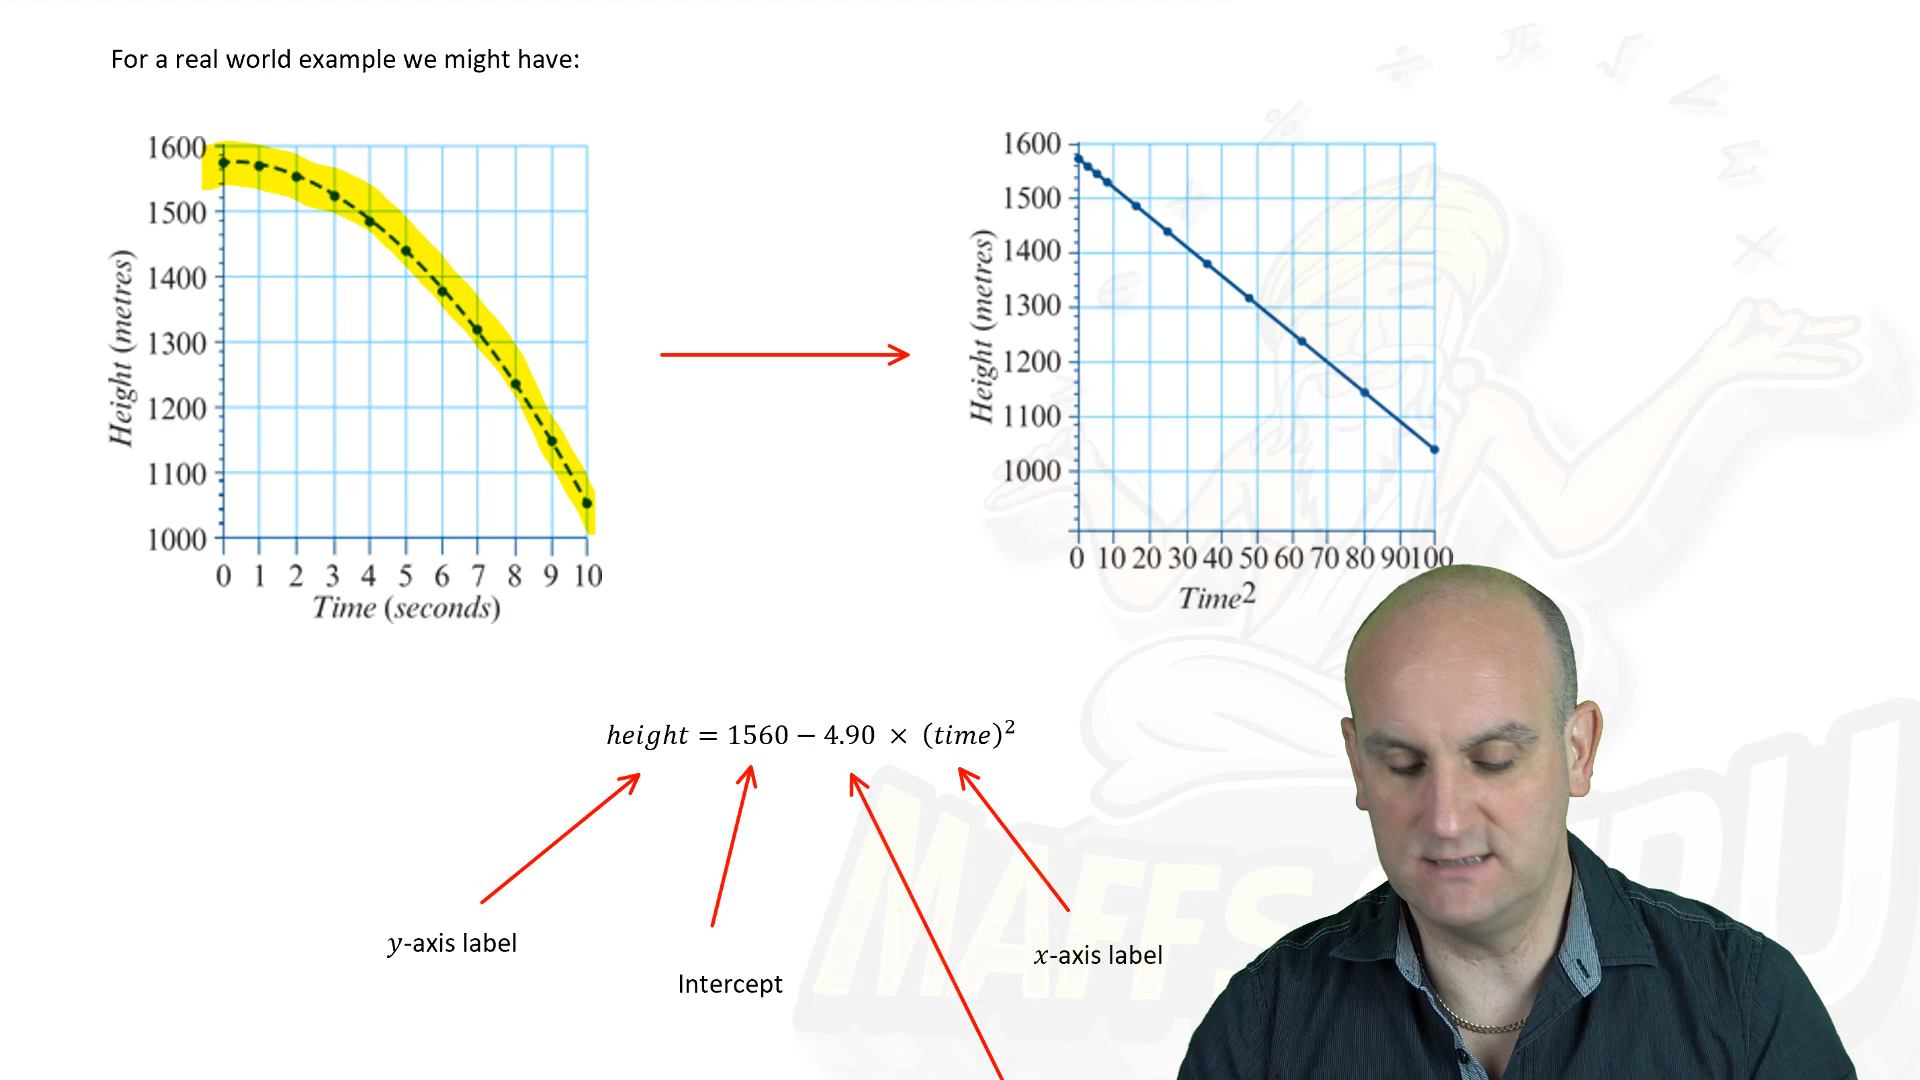 For a real world example we might have:
1600
1500
1400
1300
1200
1100
1000
Height (metres)
0 1 2 3 4 5 6 7 8 9 10
Time (seconds)
1600
1500
1400
1300
1200
1100
1000
Height (metres)
0 10 20 30 40 50 60 70 80 90 100
Time²
height = 1560 − 4.90 × (time)²
y-axis label
Intercept
x-axis label
MAFFS GURU